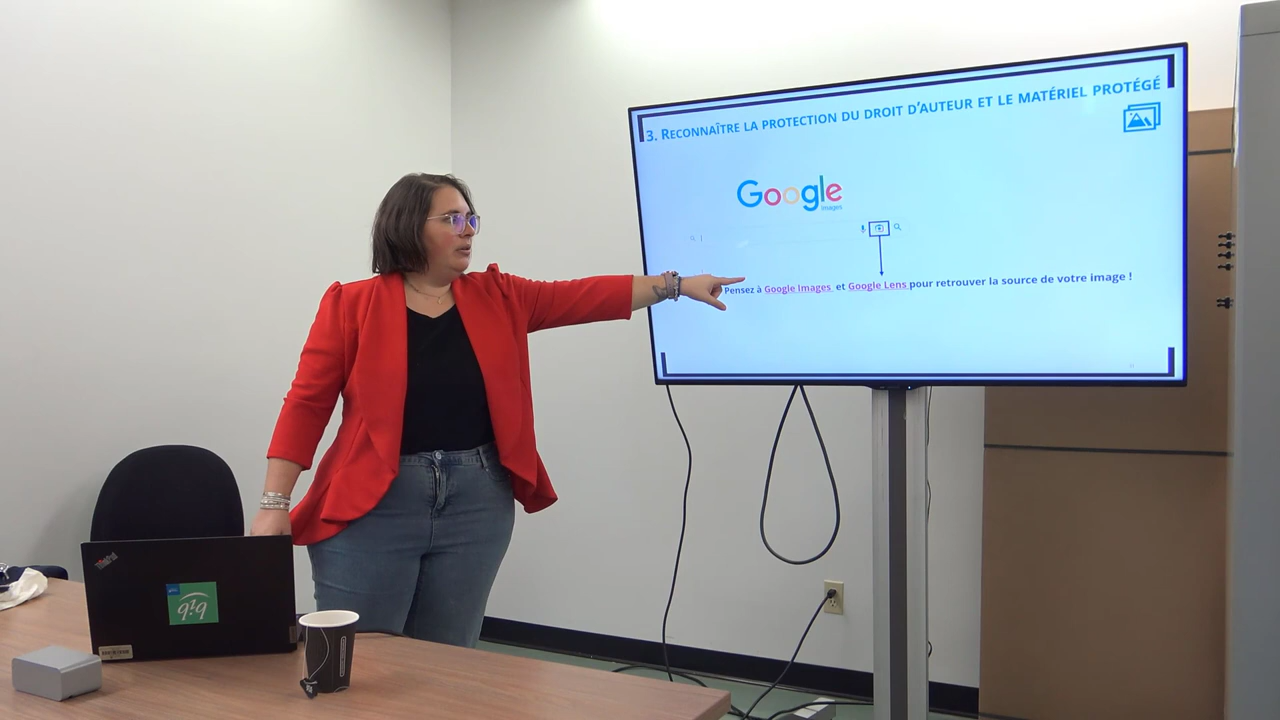 3. Reconnaître la protection du droit d'auteur et le matériel protégé
Google
images
Pensez à Google Images et Google Lens pour retrouver la source de votre image !
bib